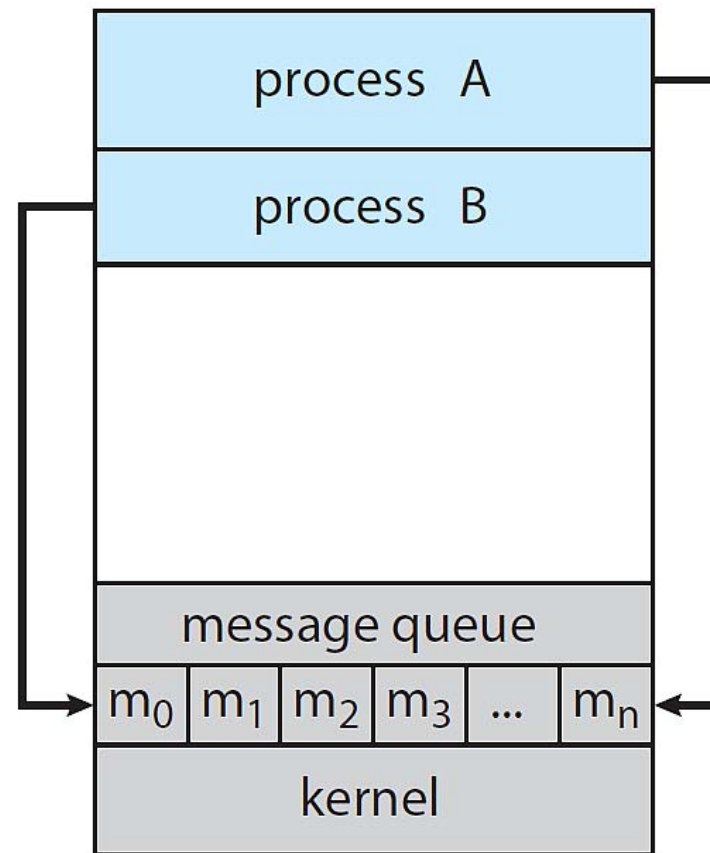 process A
process B
message queue
m₀ m₁ m₂ m₃ ... mₙ
kernel